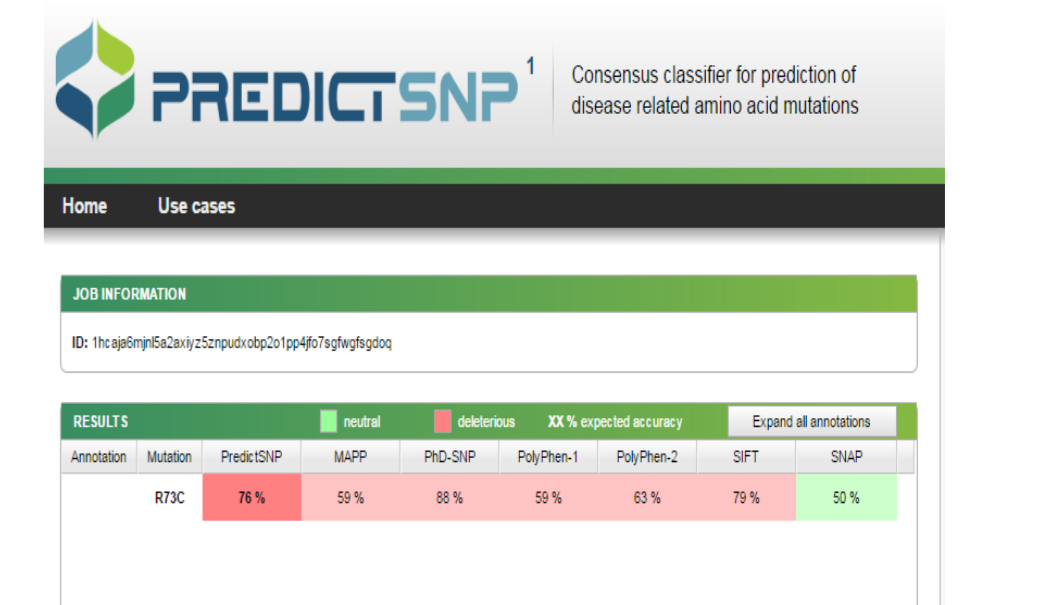 PREDICTSNP 1
Consensus classifier for prediction of
disease related amino acid mutations
Home Use cases
JOB INFORMATION
ID: 1hcaja6mjnl5a2axiyz5znpudxobp2o1pp4jfo7sgfwgfsgdoq
RESULTS neutral deleterious XX % expected accuracy Expand all annotations
Annotation Mutation PredictSNP MAPP PhD-SNP PolyPhen-1 PolyPhen-2 SIFT SNAP
R73C 76 % 59 % 88 % 59 % 63 % 79 % 50 %